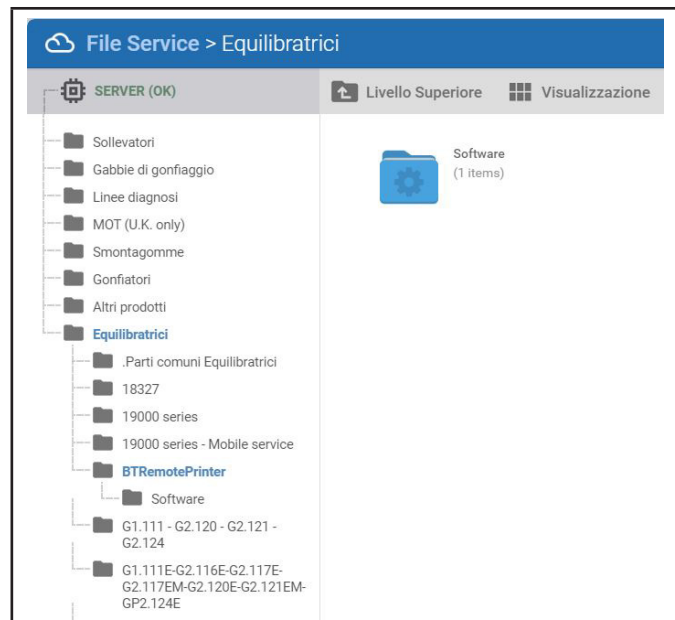 File Service > Equilibratrici
SERVER (OK)
Livello Superiore
Visualizzazione
Sollevatori
Gabbie di gonfiaggio
Linee diagnosi
MOT (U.K. only)
Smontagomme
Gonfiatori
Altri prodotti
Equilibratrici
.Parti comuni Equilibratrici
18327
19000 series
19000 series - Mobile service
BTRemotePrinter
Software
G1.111 - G2.120 - G2.121 -
G2.124
G1.111E-G2.116E-G2.117E-
G2.117EM-G2.120E-G2.121EM-
GP2.124E
Software
(1 items)